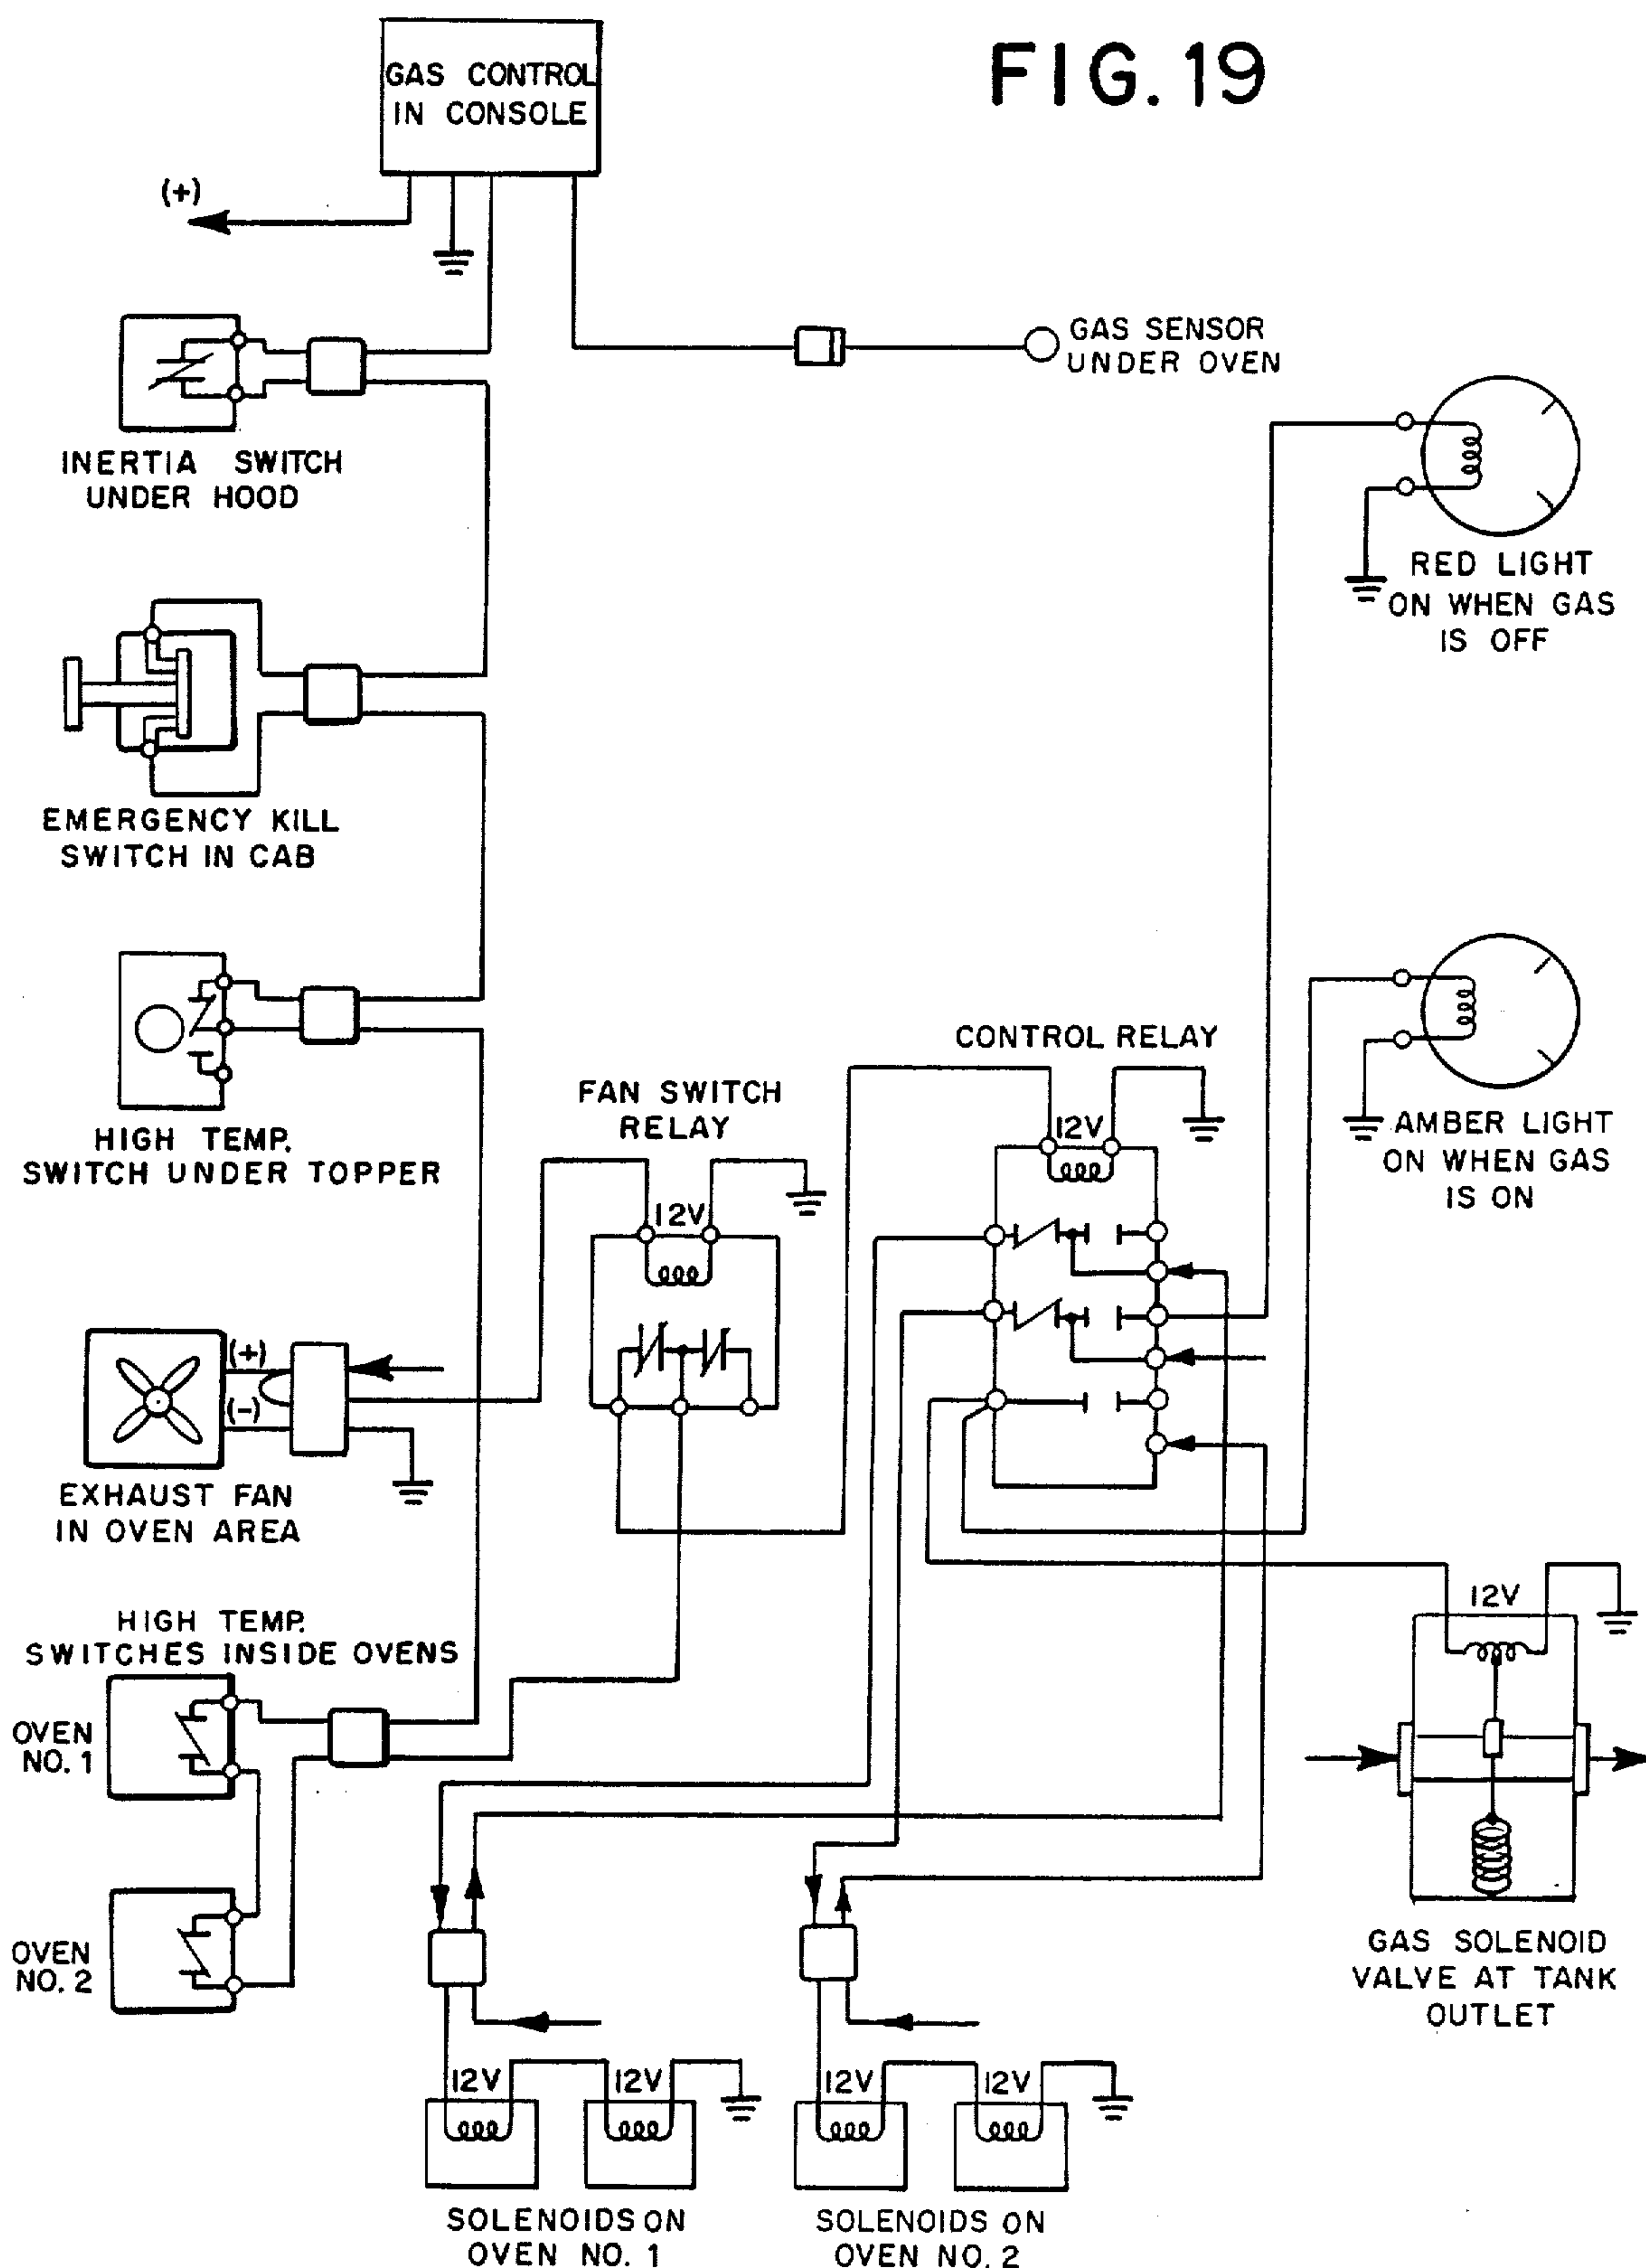 FIG. 19
GAS CONTROL
IN CONSOLE
(+)
GAS SENSOR
UNDER OVEN
INERTIA SWITCH
UNDER HOOD
RED LIGHT
ON WHEN GAS
IS OFF
EMERGENCY KILL
SWITCH IN CAB
CONTROL RELAY
12V
AMBER LIGHT
ON WHEN GAS
IS ON
FAN SWITCH
RELAY
12V
HIGH TEMP.
SWITCH UNDER TOPPER
(+)
(-)
EXHAUST FAN
IN OVEN AREA
HIGH TEMP.
SWITCHES INSIDE OVENS
OVEN
NO. 1
OVEN
NO. 2
12V
GAS SOLENOID
VALVE AT TANK
OUTLET
12V
12V
SOLENOIDS ON
OVEN NO. 1
12V
12V
SOLENOIDS ON
OVEN NO. 2